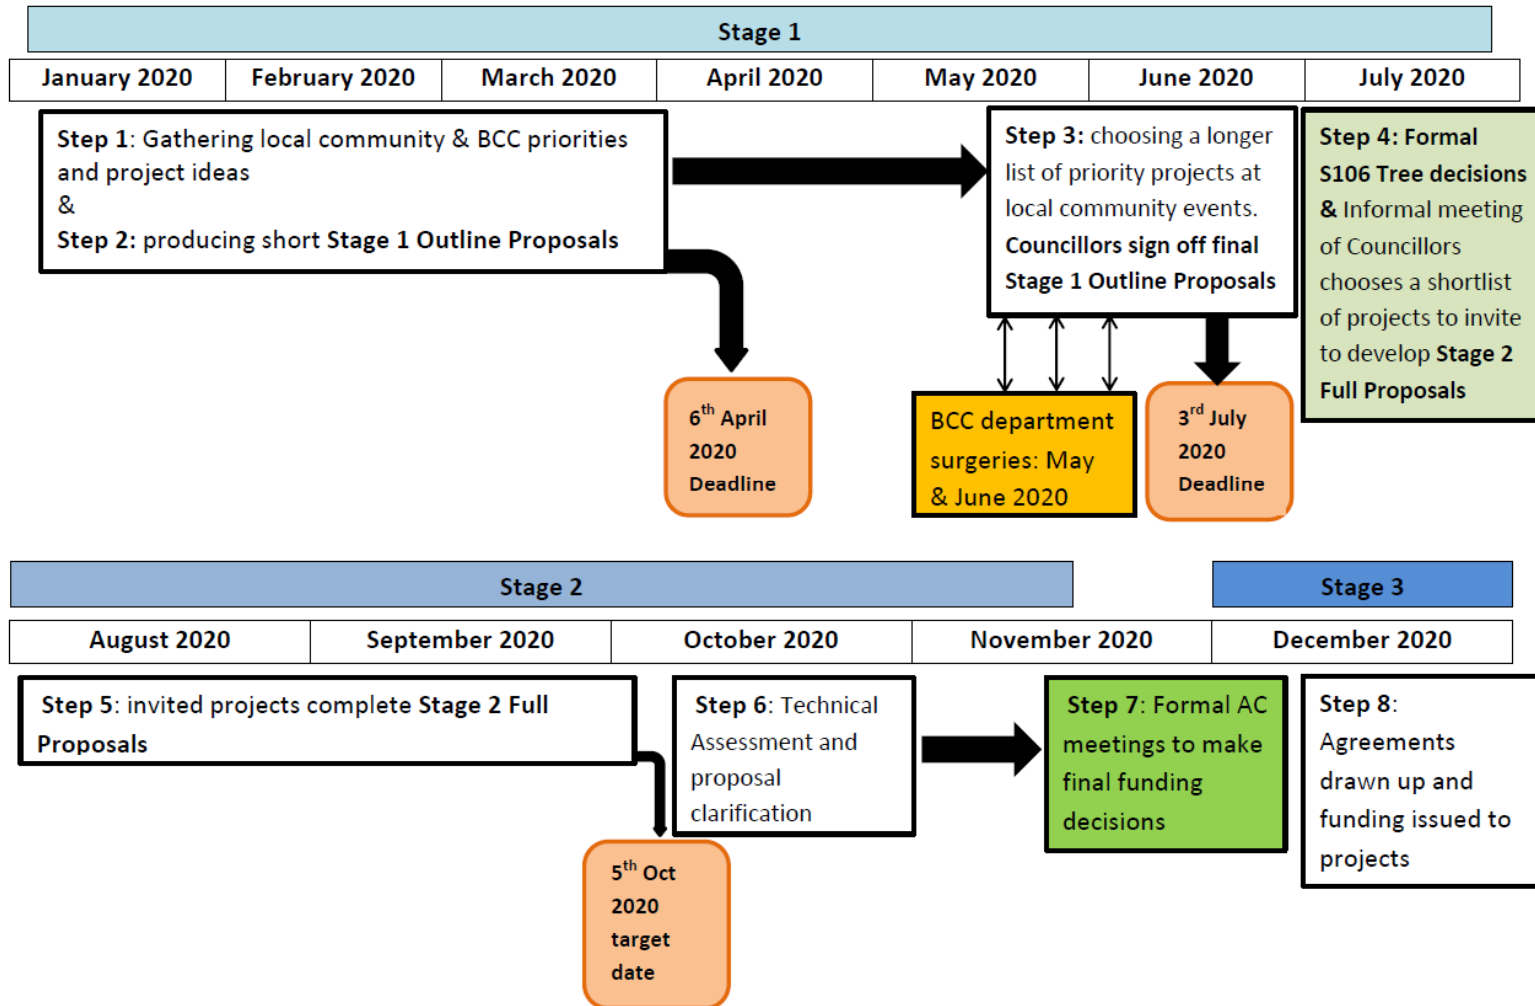 Stage 1
January 2020
February 2020
March 2020
April 2020
May 2020
June 2020
July 2020
Step 1: Gathering local community & BCC priorities
and project ideas
&
Step 2: producing short Stage 1 Outline Proposals
Step 3: choosing a longer
list of priority projects at
local community events.
Councillors sign off final
Stage 1 Outline Proposals
Step 4: Formal
S106 Tree decisions
& Informal meeting
of Councillors
chooses a shortlist
of projects to invite
to develop Stage 2
Full Proposals
6th April
2020
Deadline
BCC department
surgeries: May
& June 2020
3rd July
2020
Deadline
Stage 2
Stage 3
August 2020
September 2020
October 2020
November 2020
December 2020
Step 5: invited projects complete Stage 2 Full
Proposals
Step 6: Technical
Assessment and
proposal
clarification
Step 7: Formal AC
meetings to make
final funding
decisions
Step 8:
Agreements
drawn up and
funding issued to
projects
5th Oct
2020
target
date